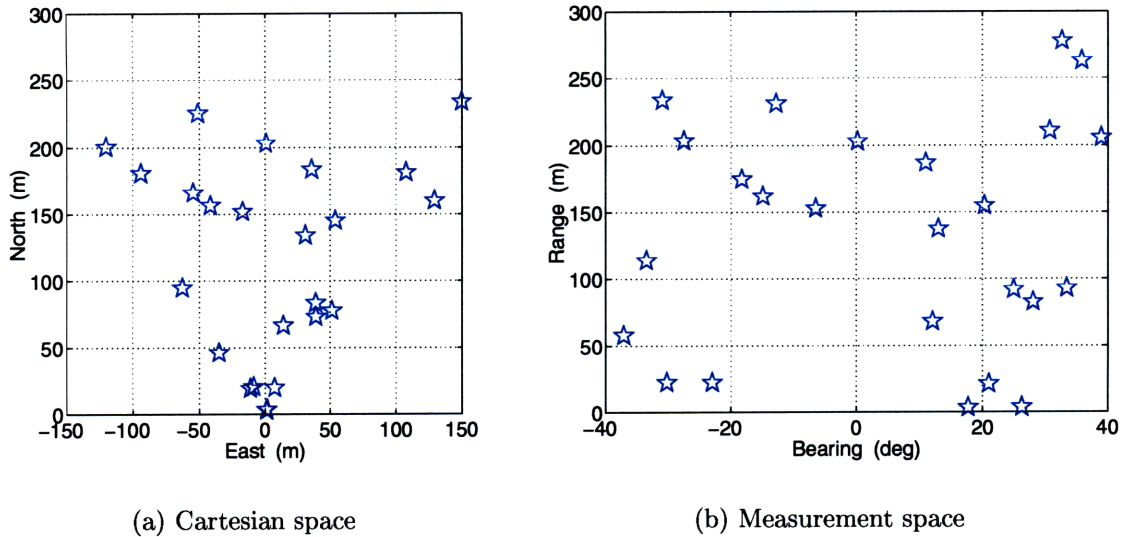 300
250
200
150
100
50
0
North (m)
−150 −100 −50 0 50 100 150
East (m)
(a) Cartesian space
300
250
200
150
100
50
0
Range (m)
−40 −20 0 20 40
Bearing (deg)
(b) Measurement space